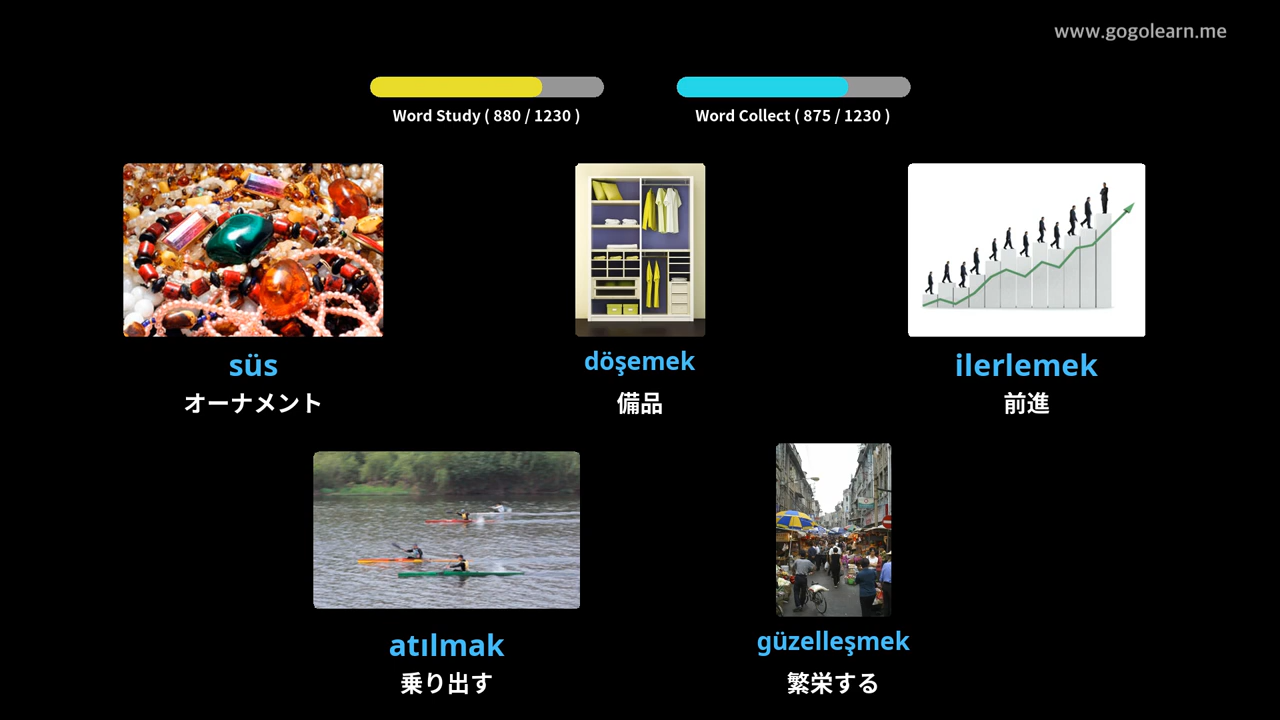 www.gogolearn.me
Word Study ( 880 / 1230 )
Word Collect ( 875 / 1230 )
süs
オーナメント
döşemek
備品
ilerlemek
前進
atılmak
乗り出す
güzelleşmek
繁栄する